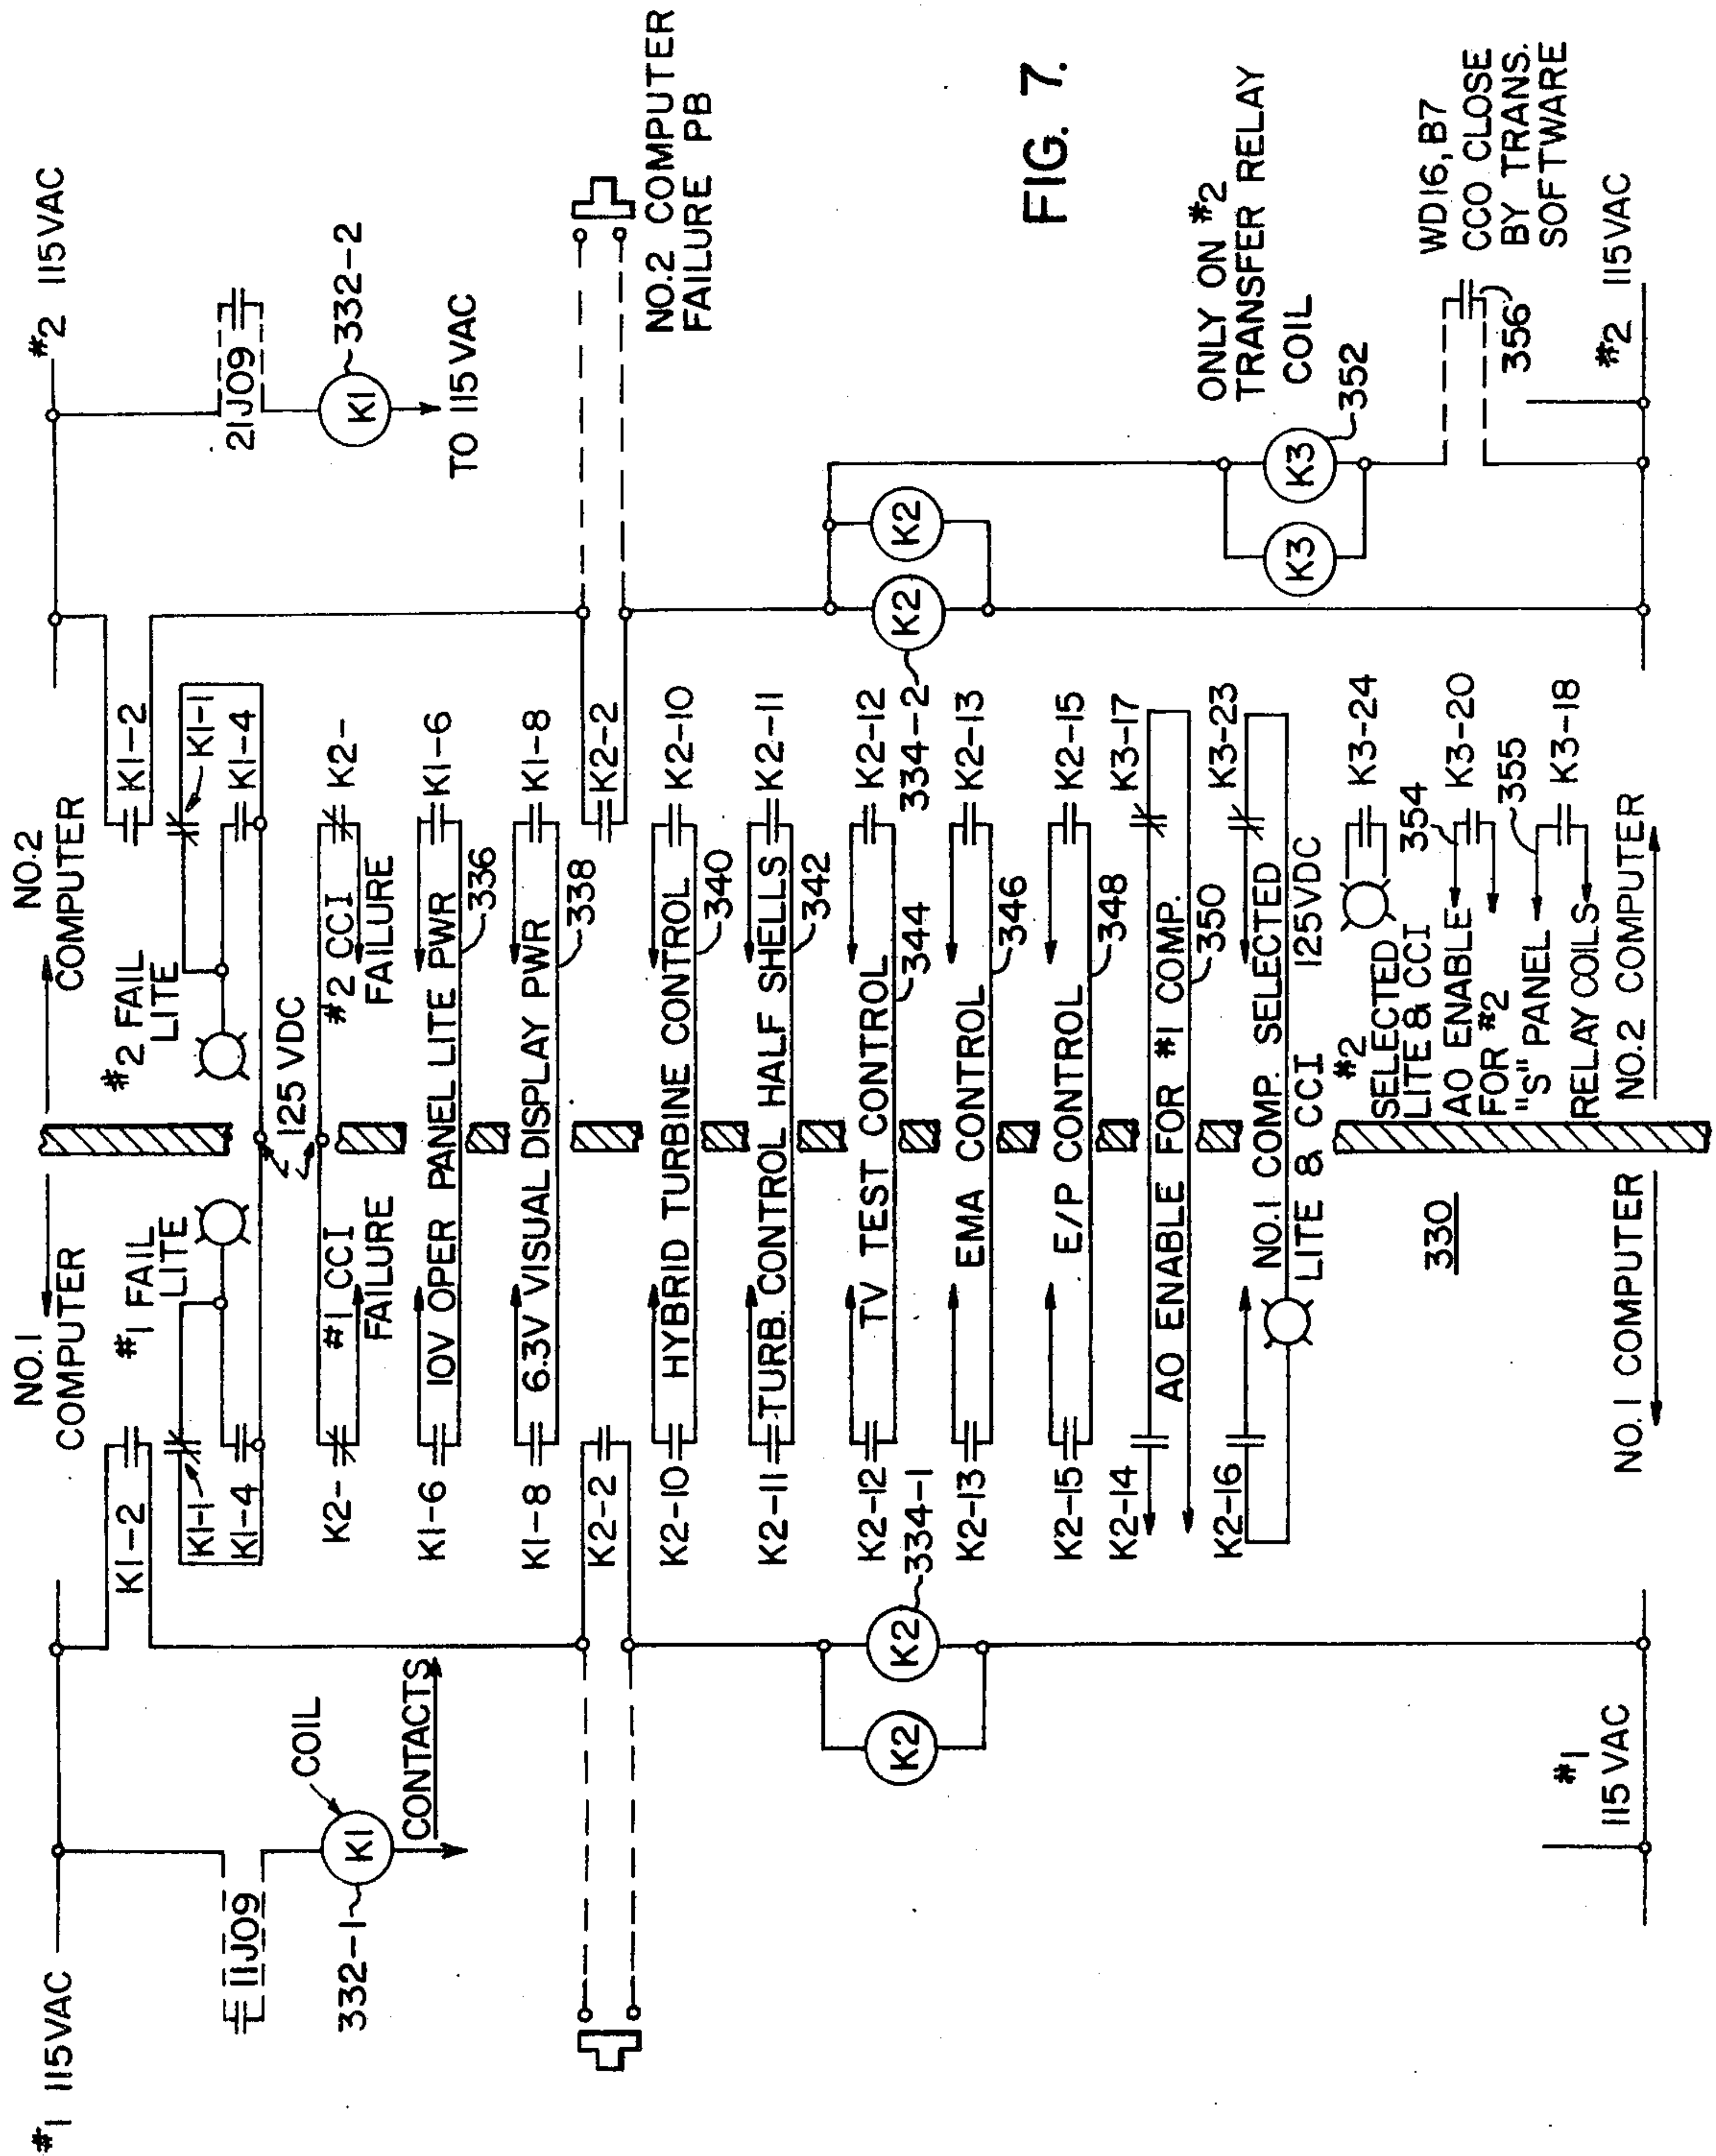 #1 115VAC
#2 115VAC
NO.1
COMPUTER
NO.2
COMPUTER
11J09
COIL
K1
332-1
CONTACTS
21J09
K1
332-2
TO 115 VAC
K1-2
K1-2
#1 FAIL
LITE
#2 FAIL
LITE
K1-1
K1-4
K1-1
K1-4
125 VDC
K2-
#1 CCI
FAILURE
#2 CCI
FAILURE
K2-
K1-6
10V OPER PANEL LITE PWR
K1-6
336
K1-8
6.3V VISUAL DISPLAY PWR
K1-8
338
K2-2
K2-2
NO.2 COMPUTER
FAILURE PB
K2-10
HYBRID TURBINE CONTROL
K2-10
340
K2-11
TURB. CONTROL HALF SHELLS
K2-11
342
K2-12
TV TEST CONTROL
K2-12
344
K2
K2
334-1
K2
K2
334-2
K2-13
EMA CONTROL
K2-13
346
K2-15
E/P CONTROL
K2-15
348
K2-14
AO ENABLE FOR #1 COMP.
K3-17
350
K2-16
NO.1 COMP. SELECTED
LITE & CCI
125VDC
K3-23
K3
K3
352
ONLY ON #2
TRANSFER RELAY
COIL
#2
SELECTED
LITE & CCI
K3-24
354
AO ENABLE
FOR #2
K3-20
355
"S" PANEL
RELAY COILS
K3-18
WD16, B7
CCO CLOSE
BY TRANS.
SOFTWARE
356
330
NO.1 COMPUTER
NO.2 COMPUTER
#1
115VAC
#2 115VAC
FIG. 7.